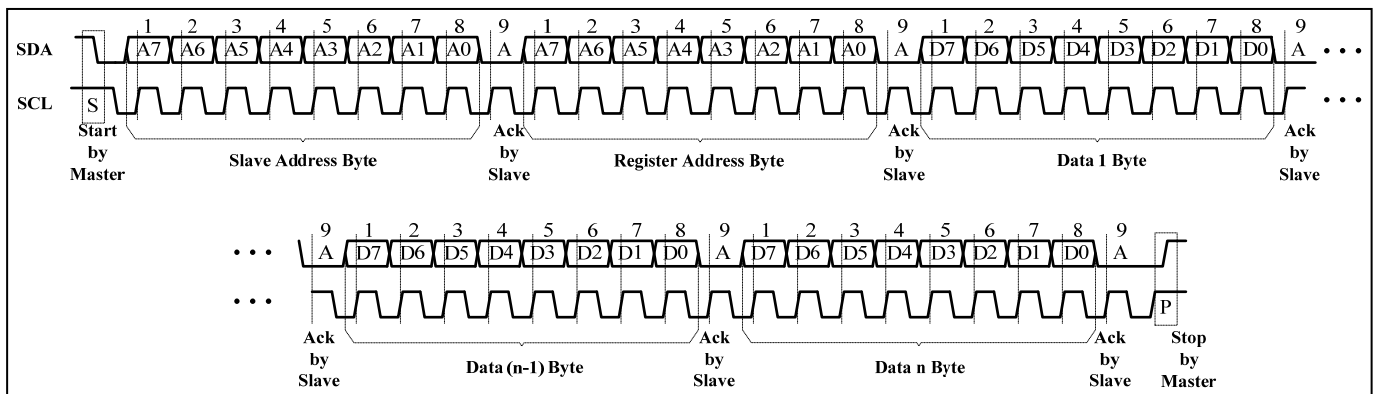 1 2 3 4 5 6 7 8 9 1 2 3 4 5 6 7 8 9 1 2 3 4 5 6 7 8 9
SDA A7 A6 A5 A4 A3 A2 A1 A0 A A7 A6 A5 A4 A3 A2 A1 A0 A D7 D6 D5 D4 D3 D2 D1 D0 A • • •
SCL S • • •
Start by Master
Slave Address Byte
Ack by Slave
Register Address Byte
Ack by Slave
Data 1 Byte
Ack by Slave
9 1 2 3 4 5 6 7 8 9 1 2 3 4 5 6 7 8 9
• • • A D7 D6 D5 D4 D3 D2 D1 D0 A D7 D6 D5 D4 D3 D2 D1 D0 A
• • • P
Ack by Slave
Data (n-1) Byte
Ack by Slave
Data n Byte
Ack by Slave
Stop by Master